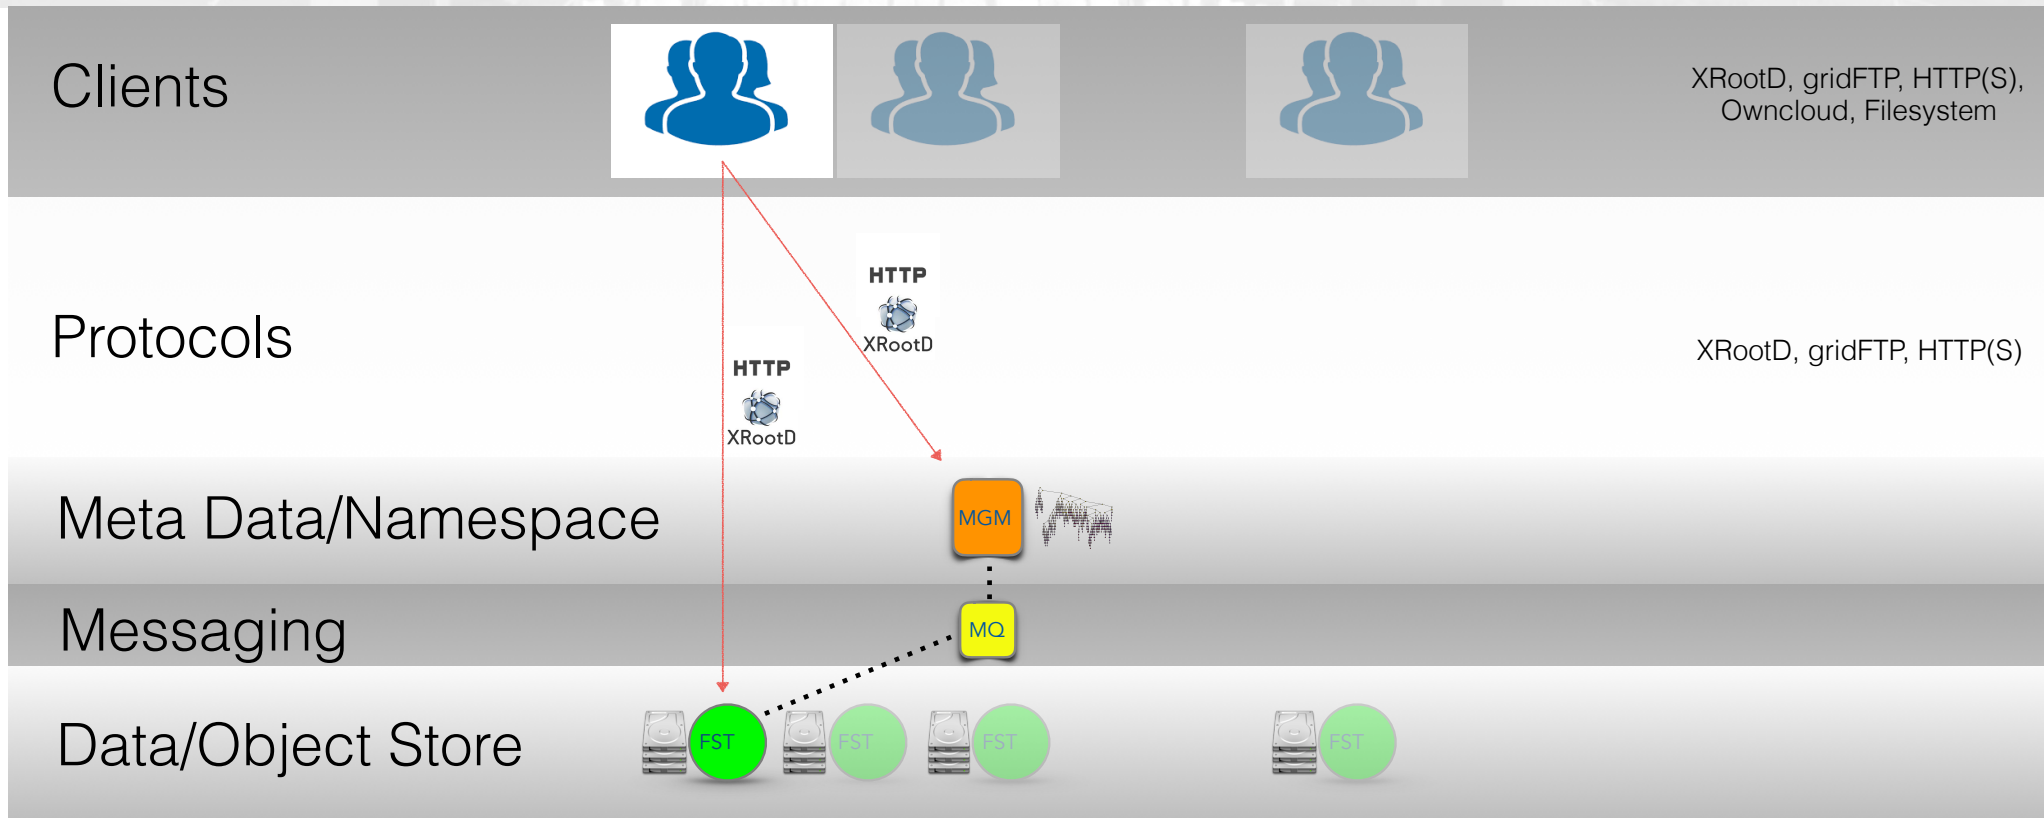 Clients
XRootD, gridFTP, HTTP(S),
Owncloud, Filesystem
Protocols
HTTP
XRootD
HTTP
XRootD
XRootD, gridFTP, HTTP(S)
Meta Data/Namespace
MGM
Messaging
MQ
Data/Object Store
FST
FST
FST
FST